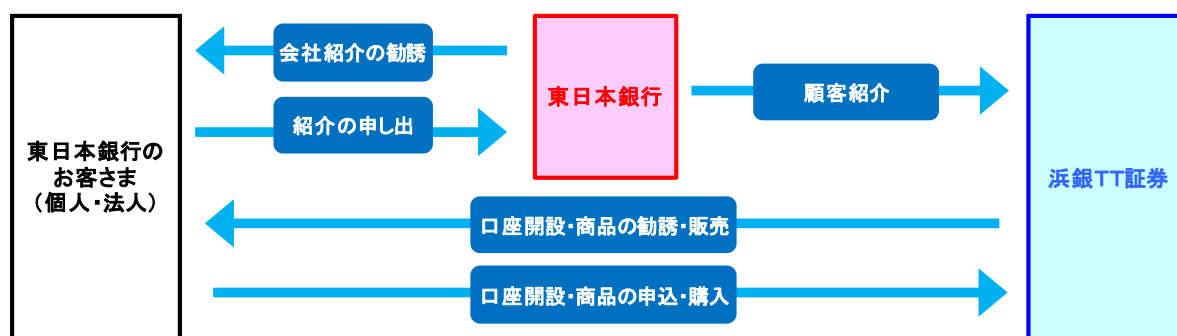 会社紹介の勧誘
紹介の申し出
東日本銀行
顧客紹介
東日本銀行の
お客さま
（個人・法人）
浜銀TT証券
口座開設・商品の勧誘・販売
口座開設・商品の申込・購入